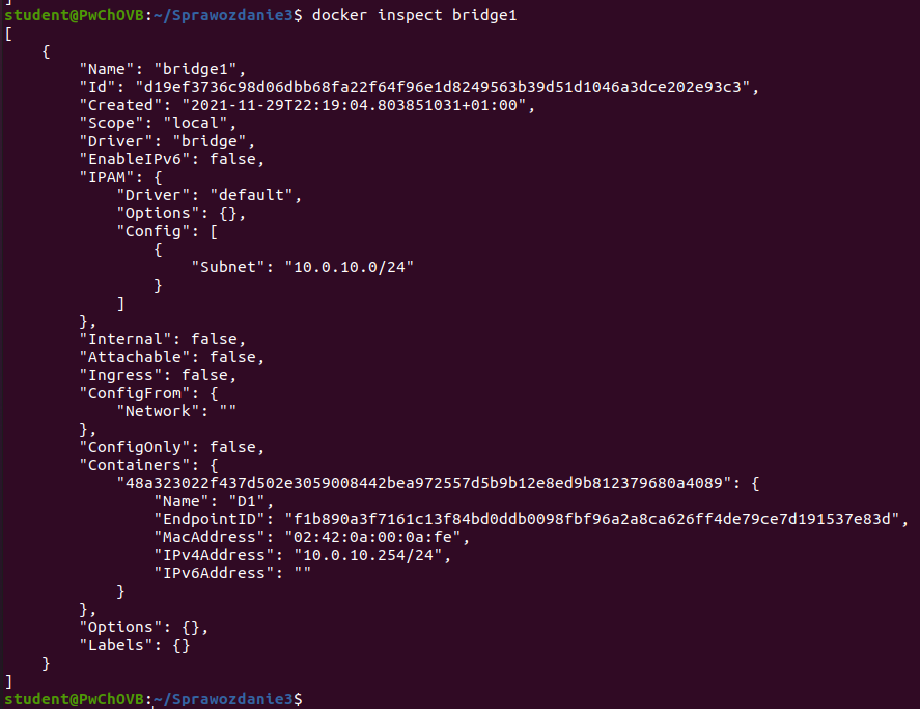 ]
student@PwChOVB:~/Sprawozdanie3$ docker inspect bridge1
[
    {
        "Name": "bridge1",
        "Id": "d19ef3736c98d06dbb68fa22f64f96e1d8249563b39d51d1046a3dce202e93c3",
        "Created": "2021-11-29T22:19:04.803851031+01:00",
        "Scope": "local",
        "Driver": "bridge",
        "EnableIPv6": false,
        "IPAM": {
            "Driver": "default",
            "Options": {},
            "Config": [
                {
                    "Subnet": "10.0.10.0/24"
                }
            ]
        },
        "Internal": false,
        "Attachable": false,
        "Ingress": false,
        "ConfigFrom": {
            "Network": ""
        },
        "ConfigOnly": false,
        "Containers": {
            "48a323022f437d502e3059008442bea972557d5b9b12e8ed9b812379680a4089": {
                "Name": "D1",
                "EndpointID": "f1b890a3f7161c13f84bd0ddb0098fbf96a2a8ca626ff4de79ce7d191537e83d",
                "MacAddress": "02:42:0a:00:0a:fe",
                "IPv4Address": "10.0.10.254/24",
                "IPv6Address": ""
            }
        },
        "Options": {},
        "Labels": {}
    }
]
student@PwChOVB:~/Sprawozdanie3$